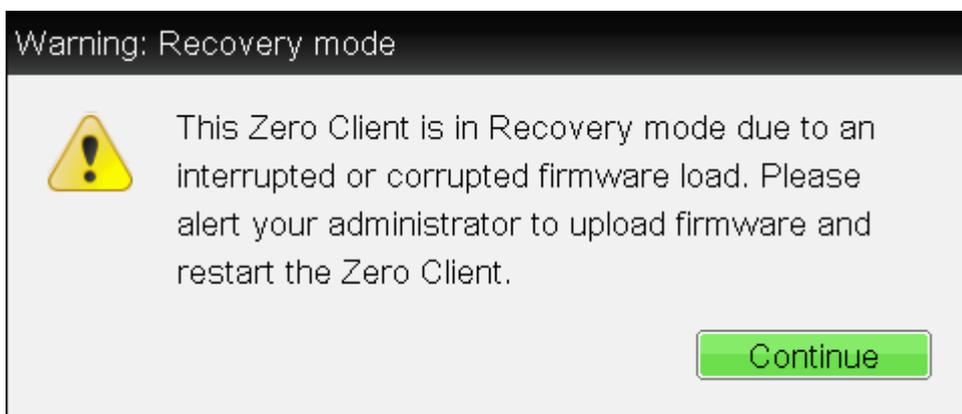 Warning: Recovery mode
This Zero Client is in Recovery mode due to an
interrupted or corrupted firmware load. Please
alert your administrator to upload firmware and
restart the Zero Client.
Continue